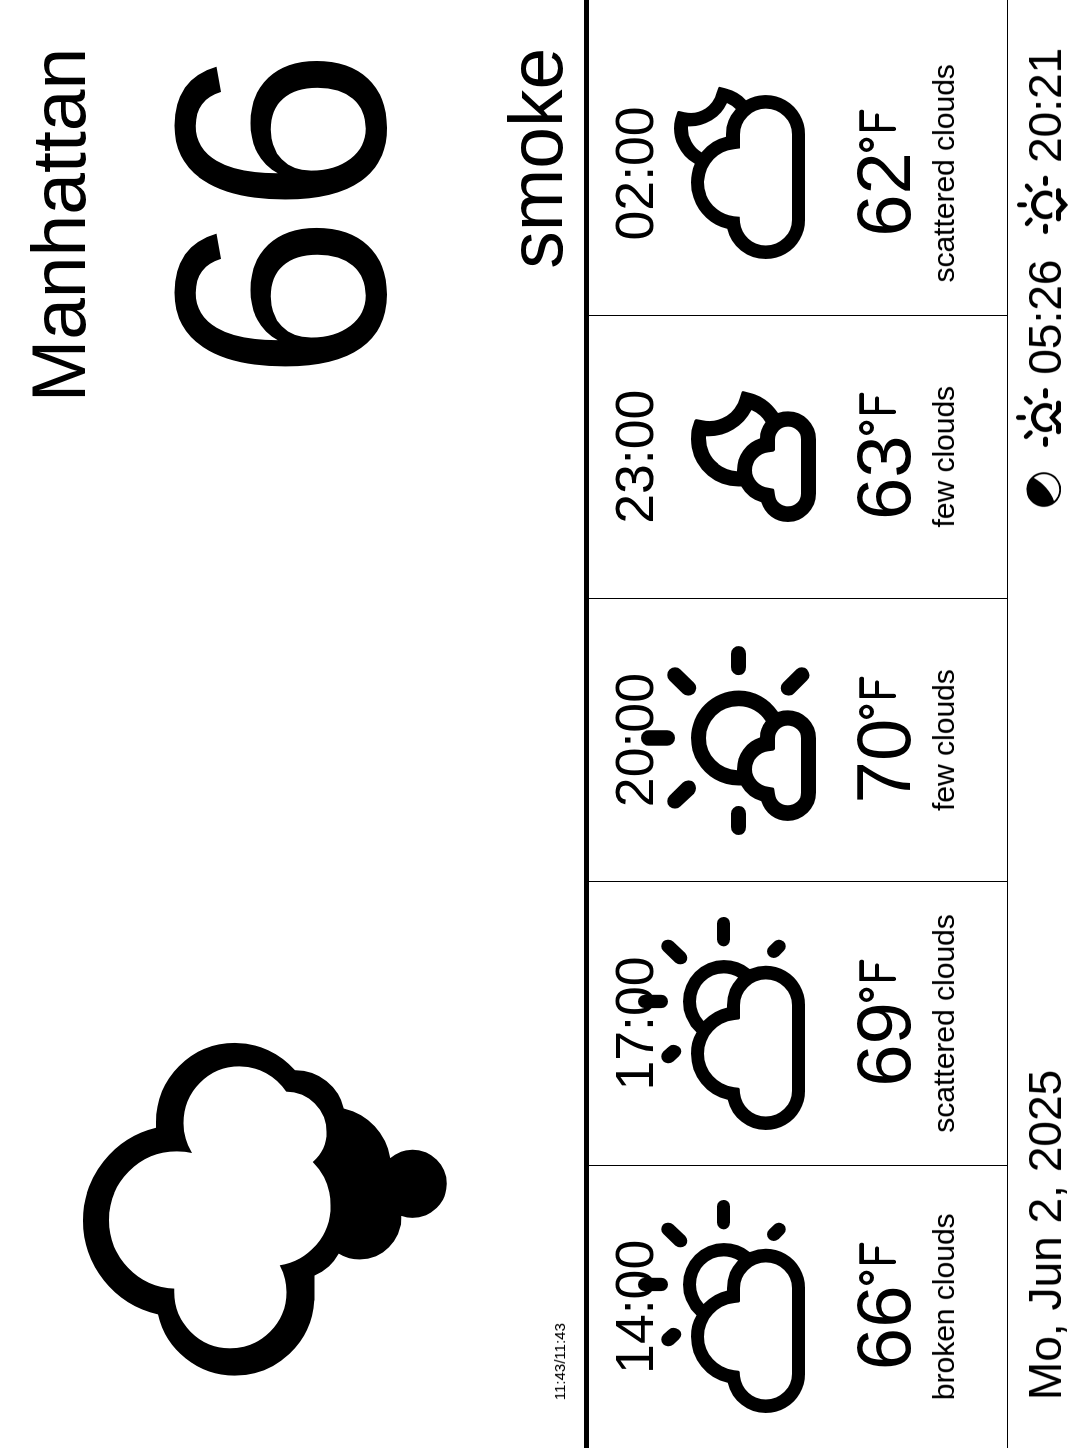 Manhattan
66
smoke
11:43/11:43
14:00
66°F
broken clouds
17:00
69°F
scattered clouds
20:00
70°F
few clouds
23:00
63°F
few clouds
02:00
62°F
scattered clouds
Mo, Jun 2, 2025
05:26
20:21